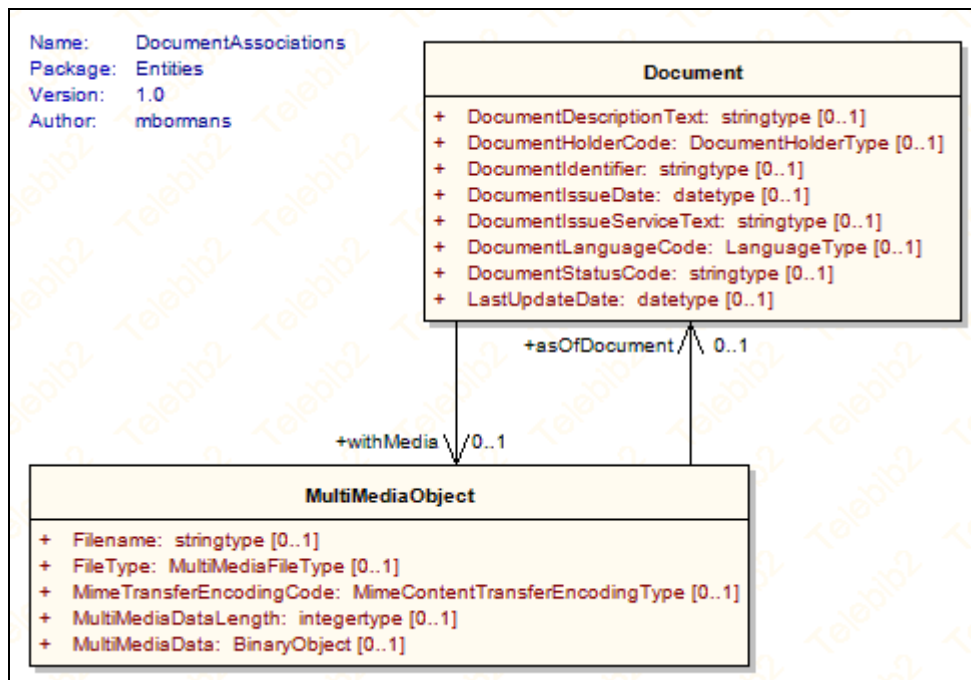 Name: DocumentAssociations
Package: Entities
Version: 1.0
Author: mbormans
Document
+ DocumentDescriptionText: stringtype [0..1]
+ DocumentHolderCode: DocumentHolderType [0..1]
+ DocumentIdentifier: stringtype [0..1]
+ DocumentIssueDate: datetype [0..1]
+ DocumentIssueServiceText: stringtype [0..1]
+ DocumentLanguageCode: LanguageType [0..1]
+ DocumentStatusCode: stringtype [0..1]
+ LastUpdateDate: datetype [0..1]
+asOfDocument 0..1
+withMedia 0..1
MultiMediaObject
+ Filename: stringtype [0..1]
+ FileType: MultiMediaFileType [0..1]
+ MimeTransferEncodingCode: MimeContentTransferEncodingType [0..1]
+ MultiMediaDataLength: integertype [0..1]
+ MultiMediaData: BinaryObject [0..1]
Telebib2